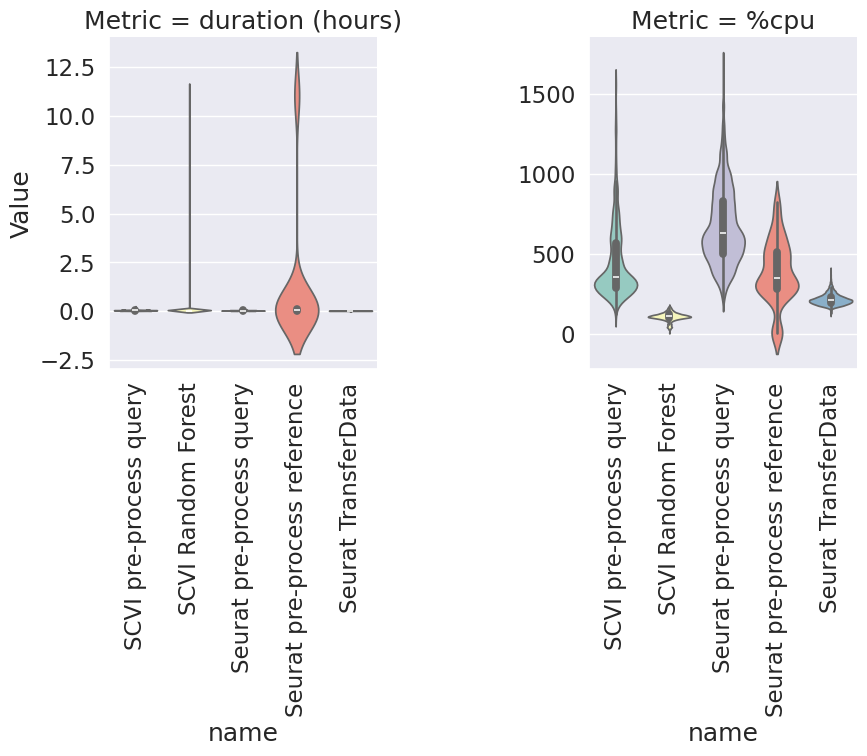 Metric = duration (hours)
Metric = %cpu
Value
12.5
10.0
7.5
5.0
2.5
0.0
−2.5
1500
1000
500
0
SCVI pre-process query
SCVI Random Forest
Seurat pre-process query
Seurat pre-process reference
Seurat TransferData
name
SCVI pre-process query
SCVI Random Forest
Seurat pre-process query
Seurat pre-process reference
Seurat TransferData
name